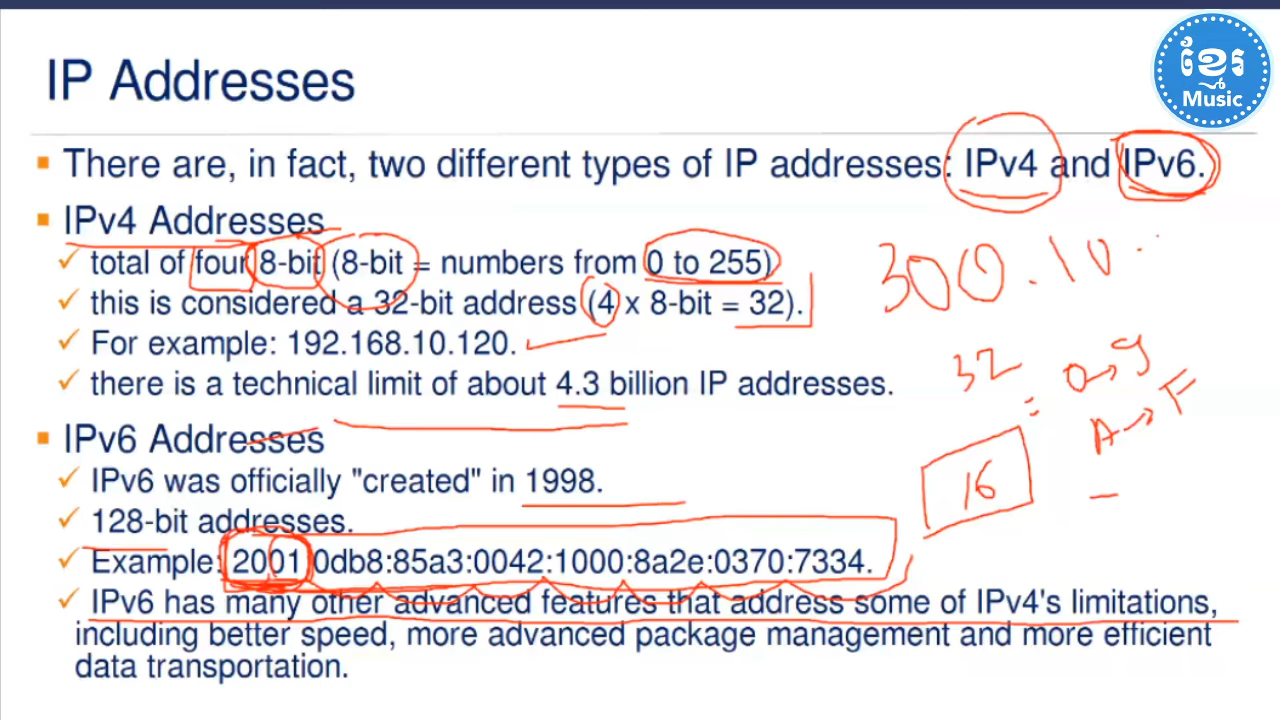 IP Addresses
ខ្មែរ
Music
There are, in fact, two different types of IP addresses: IPv4 and IPv6.
IPv4 Addresses
total of four 8-bit (8-bit = numbers from 0 to 255)
300.10..
this is considered a 32-bit address (4 x 8-bit = 32).
For example: 192.168.10.120.
32
0→9
there is a technical limit of about 4.3 billion IP addresses.
A→F
IPv6 Addresses
16
IPv6 was officially "created" in 1998.
128-bit addresses.
Example: 2001:0db8:85a3:0042:1000:8a2e:0370:7334.
IPv6 has many other advanced features that address some of IPv4's limitations,
including better speed, more advanced package management and more efficient
data transportation.